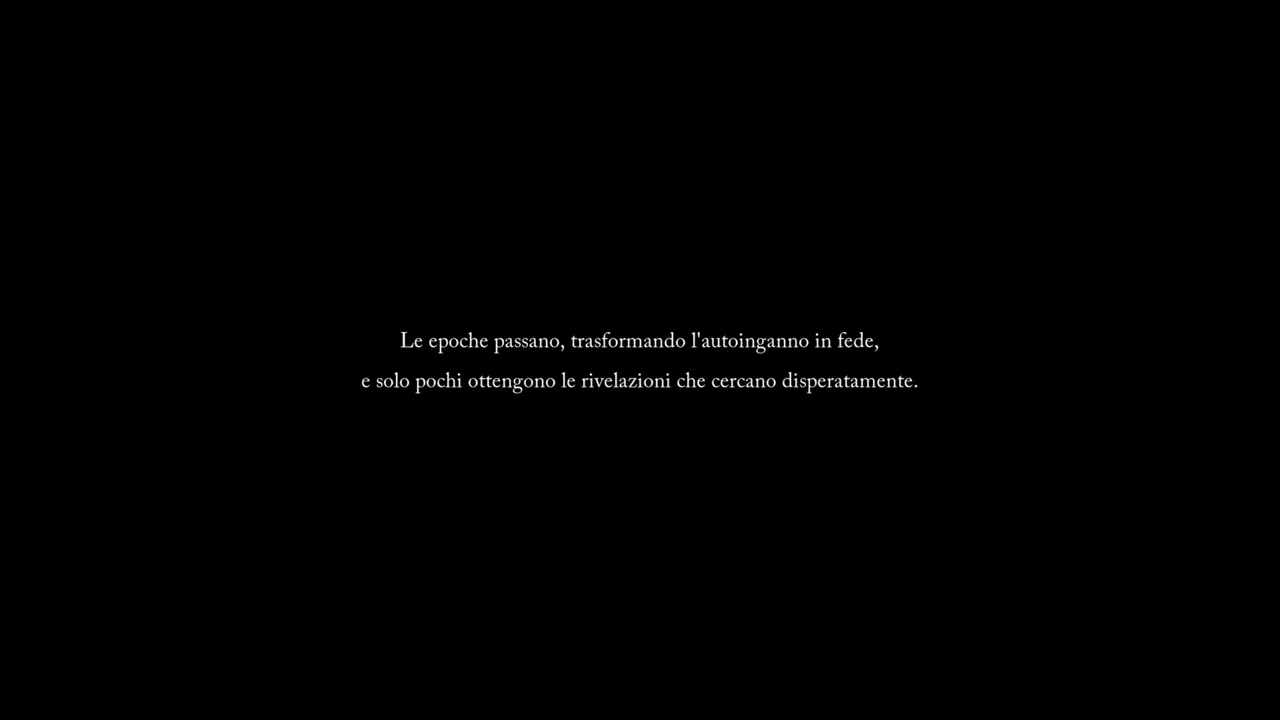 Le epoche passano, trasformando l'autoinganno in fede,
e solo pochi ottengono le rivelazioni che cercano disperatamente.